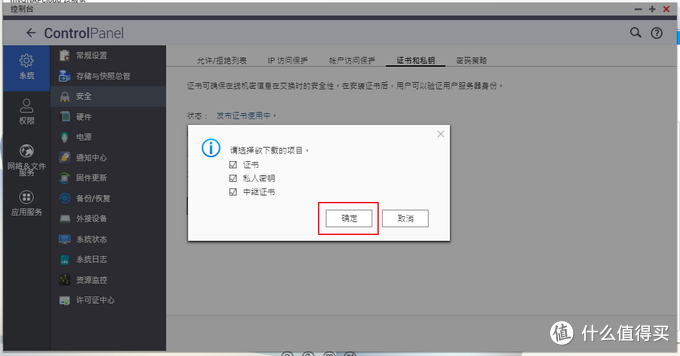 控制台
ControlPanel
系统
权限
网络&文件
服务
应用服务
常规设置
存储与快照总管
安全
硬件
电源
通知中心
固件更新
备份/恢复
外接设备
系统状态
系统日志
资源监控
许可证中心
允许/拒绝列表 IP 访问保护 帐户访问保护 证书和私钥 密码策略
证书可确保在线机密信息在交换时的安全性。在安装证书后，用户可以验证用户服务器身份。
状态： 发布证书使用中。
请选择欲下载的项目。
证书
私人密钥
中继证书
确定 取消
值 什么值得买